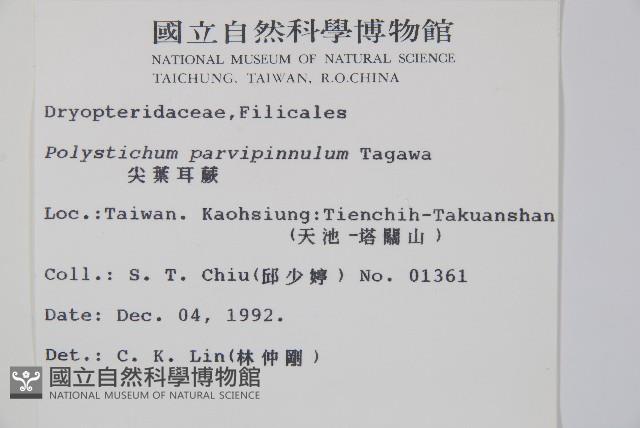 國立自然科學博物館
NATIONAL MUSEUM OF NATURAL SCIENCE
TAICHUNG, TAIWAN, R.O.CHINA
Dryopteridaceae,Filicales
Polystichum parvipinnulum Tagawa
尖葉耳蕨
Loc.:Taiwan. Kaohsiung:Tienchih-Takuanshan
(天池-塔關山)
Coll.: S. T. Chiu(邱少婷) No. 01361
Date: Dec. 04, 1992.
Det.: C. K. Lin(林仲剛)
國立自然科學博物館
NATIONAL MUSEUM OF NATURAL SCIENCE